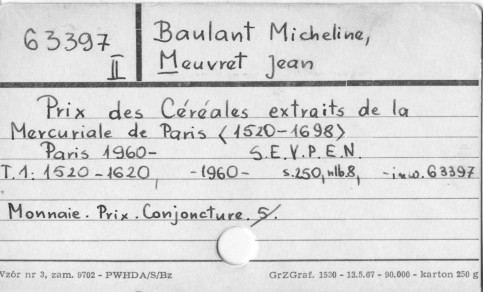 63397
II
Baulant Micheline,
Meuvret Jean
Prix des Céréales extraits de la
Mercuriale de Paris <1520-1698>
Paris 1960- S.E.V.P.E.N.
T.1: 1520-1620, -1960- s.250, nlb.8, -inw.63397
Monnaie. Prix. Conjoncture. 5/.
Vzór nr 3, zam. 9702 - PWHDA/S/Bz GrZGraf. 1530 - 13.5.67 - 90.000 - karton 250 g